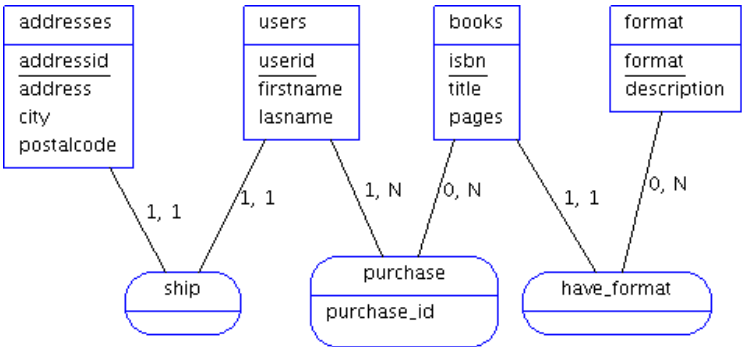 addresses
addressid
address
city
postalcode
users
userid
firstname
lasname
books
isbn
title
pages
format
format
description
1, 1
1, 1
1, N
0, N
1, 1
0, N
ship
purchase
purchase_id
have_format